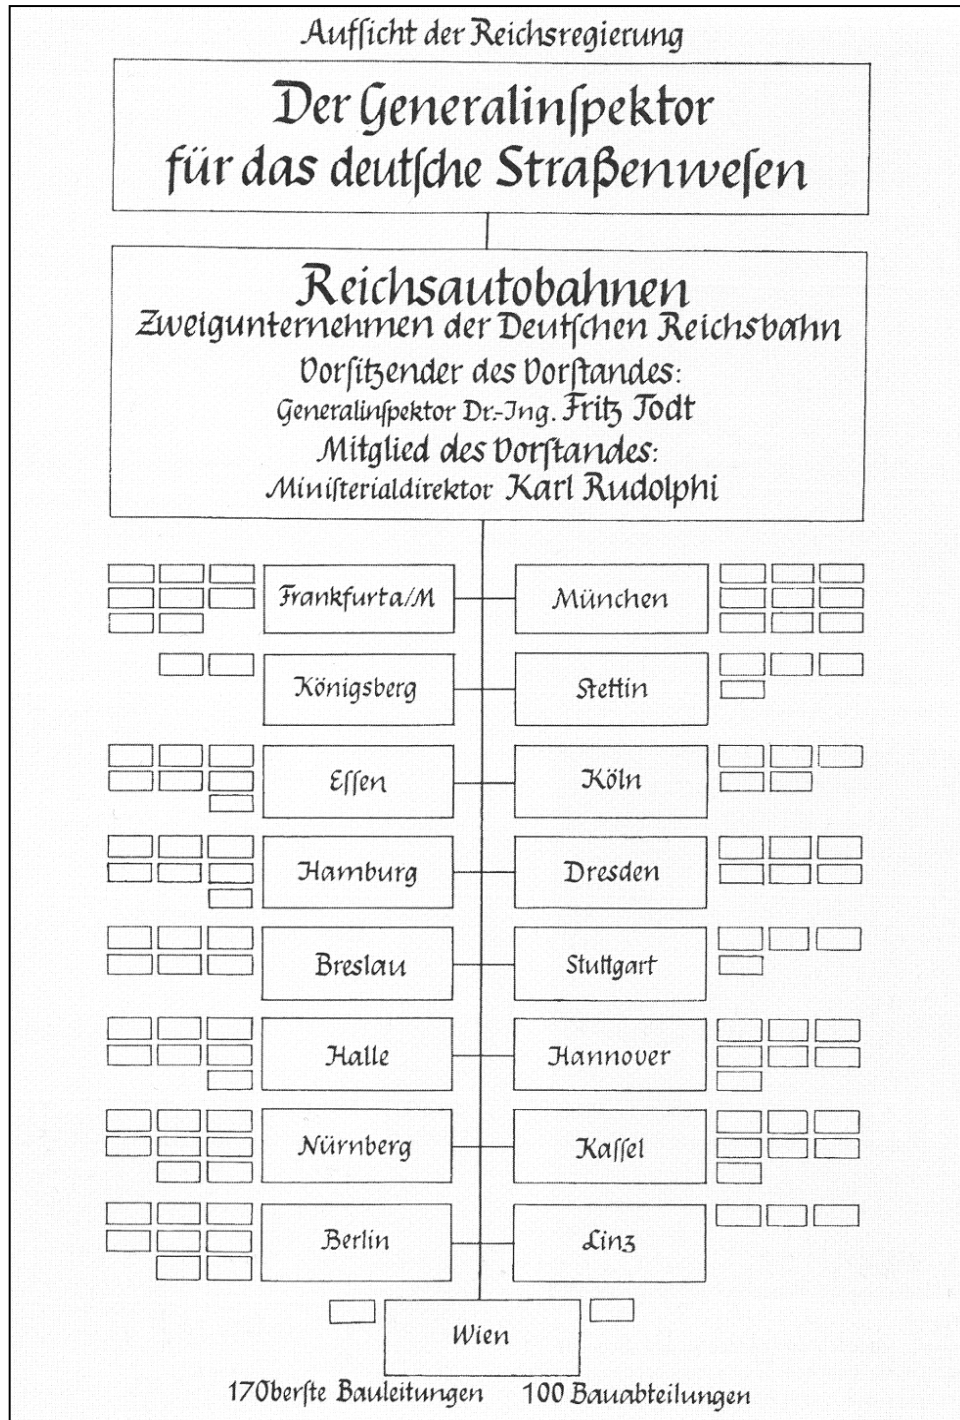 Aufſicht der Reichsregierung
Der Generalinſpektor
für das deutſche Straßenweſen
Reichsautobahnen
Zweigunternehmen der Deutſchen Reichsbahn
Vorſitzender des Vorſtandes:
Generalinſpektor Dr.-Ing. Fritz Todt
Mitglied des Vorſtandes:
Miniſterialdirektor Karl Rudolphi
Frankfurt a/M
München
Königsberg
Stettin
Eſſen
Köln
Hamburg
Dresden
Breslau
Stuttgart
Halle
Hannover
Nürnberg
Kaſſel
Berlin
Linz
Wien
17 Oberſte Bauleitungen 100 Bauabteilungen